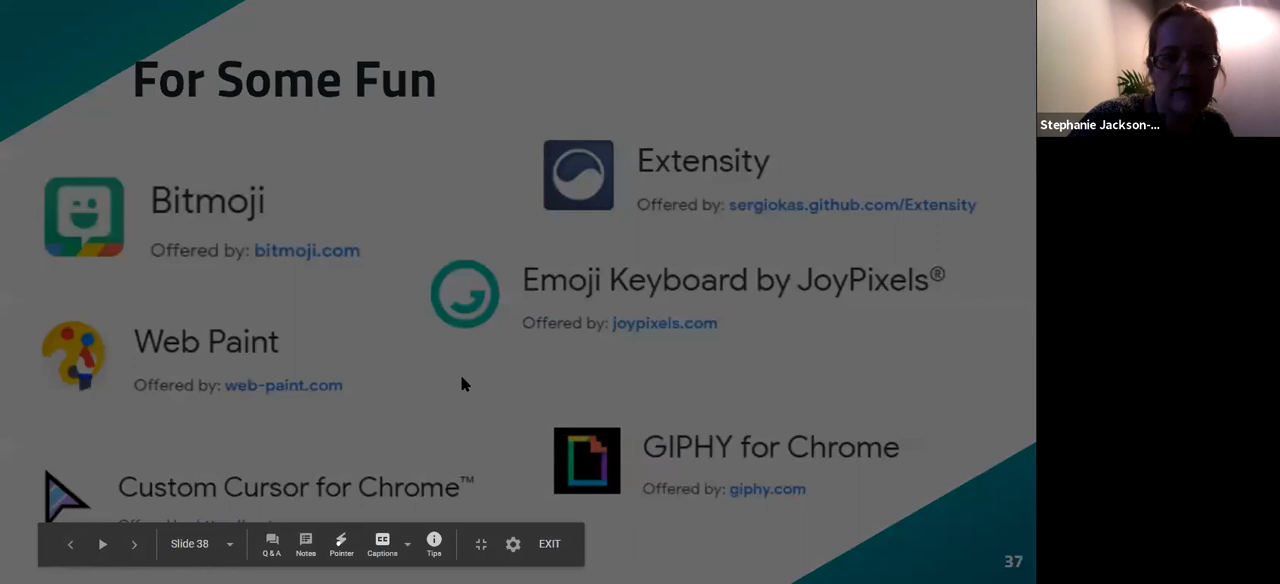 For Some Fun
Stephanie Jackson-...
Bitmoji
Offered by: bitmoji.com
Extensity
Offered by: sergiokas.github.com/Extensity
Emoji Keyboard by JoyPixels®
Offered by: joypixels.com
Web Paint
Offered by: web-paint.com
GIPHY for Chrome
Offered by: giphy.com
Custom Cursor for Chrome™
Slide 38
Q & A
Notes
Pointer
CC
Captions
Tips
EXIT
37